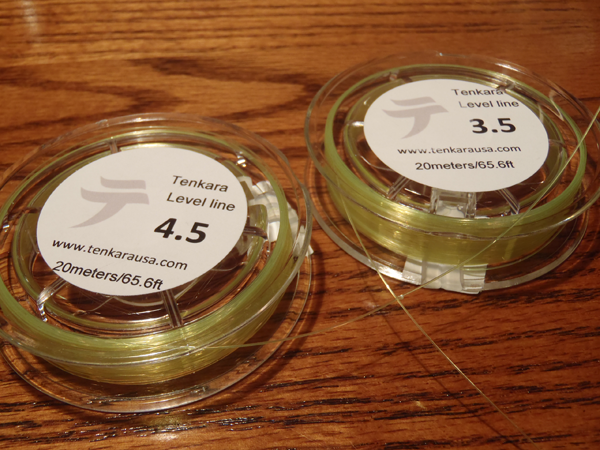 テ
Tenkara
Level line
4.5
www.tenkarausa.com
20meters/65.6ft
テ
Tenkara
Level line
3.5
www.tenkarausa.com
20meters/65.6ft